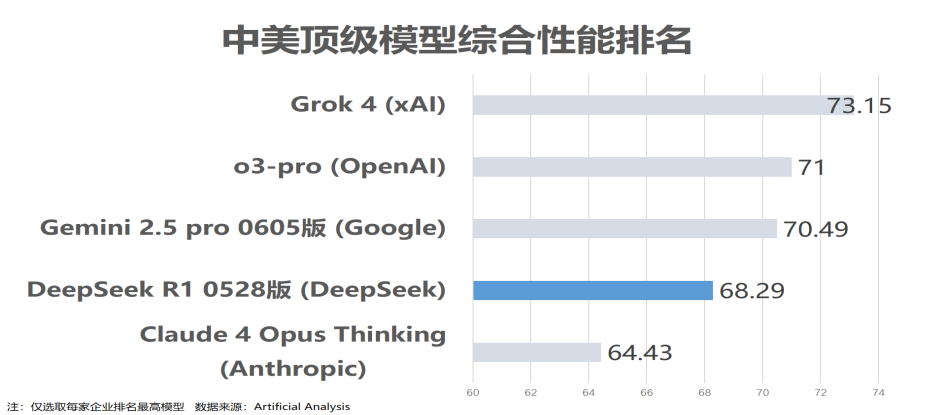 中美顶级模型综合性能排名
Grok 4 (xAI)
73.15
o3-pro (OpenAI)
71
Gemini 2.5 pro 0605版 (Google)
70.49
DeepSeek R1 0528版 (DeepSeek)
68.29
Claude 4 Opus Thinking
(Anthropic)
64.43
60 62 64 66 68 70 72 74
注：仅选取每家企业排名最高模型 数据来源：Artificial Analysis